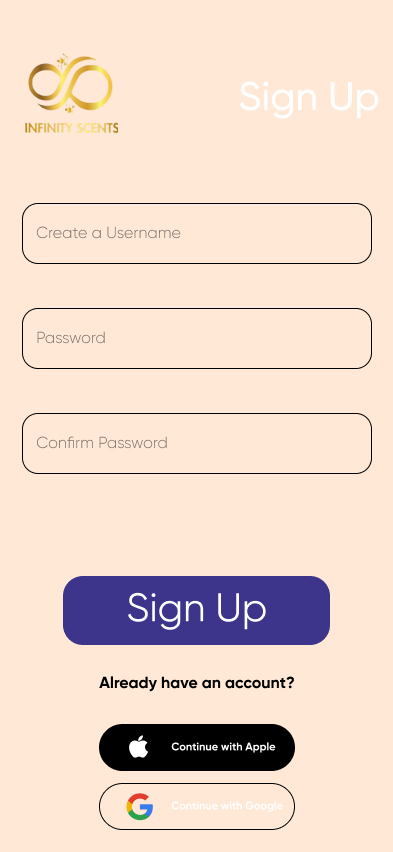 INFINITY SCENTS
Sign Up
Create a Username
Password
Confirm Password
Sign Up
Already have an account?
Continue with Apple
Continue with Google